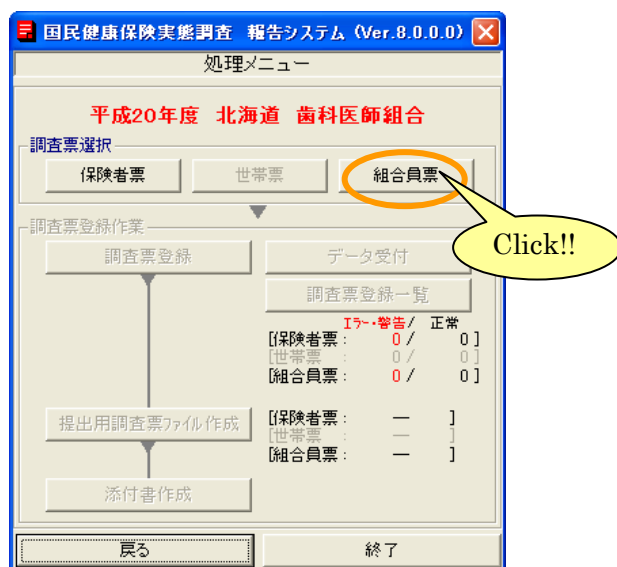 国民健康保険実態調査 報告システム (Ver.8.0.0.0)
処理メニュー
平成20年度 北海道 歯科医師組合
調査票選択
保険者票 世帯票 組合員票
Click!!
調査票登録作業
調査票登録 データ受付
調査票登録一覧
エラー・警告/ 正常
[保険者票: 0/ 0]
[世帯票 : 0/ 0]
[組合員票: 0/ 0]
提出用調査票ファイル作成
[保険者票: ― ]
[世帯票 : ― ]
[組合員票: ― ]
添付書作成
戻る 終了